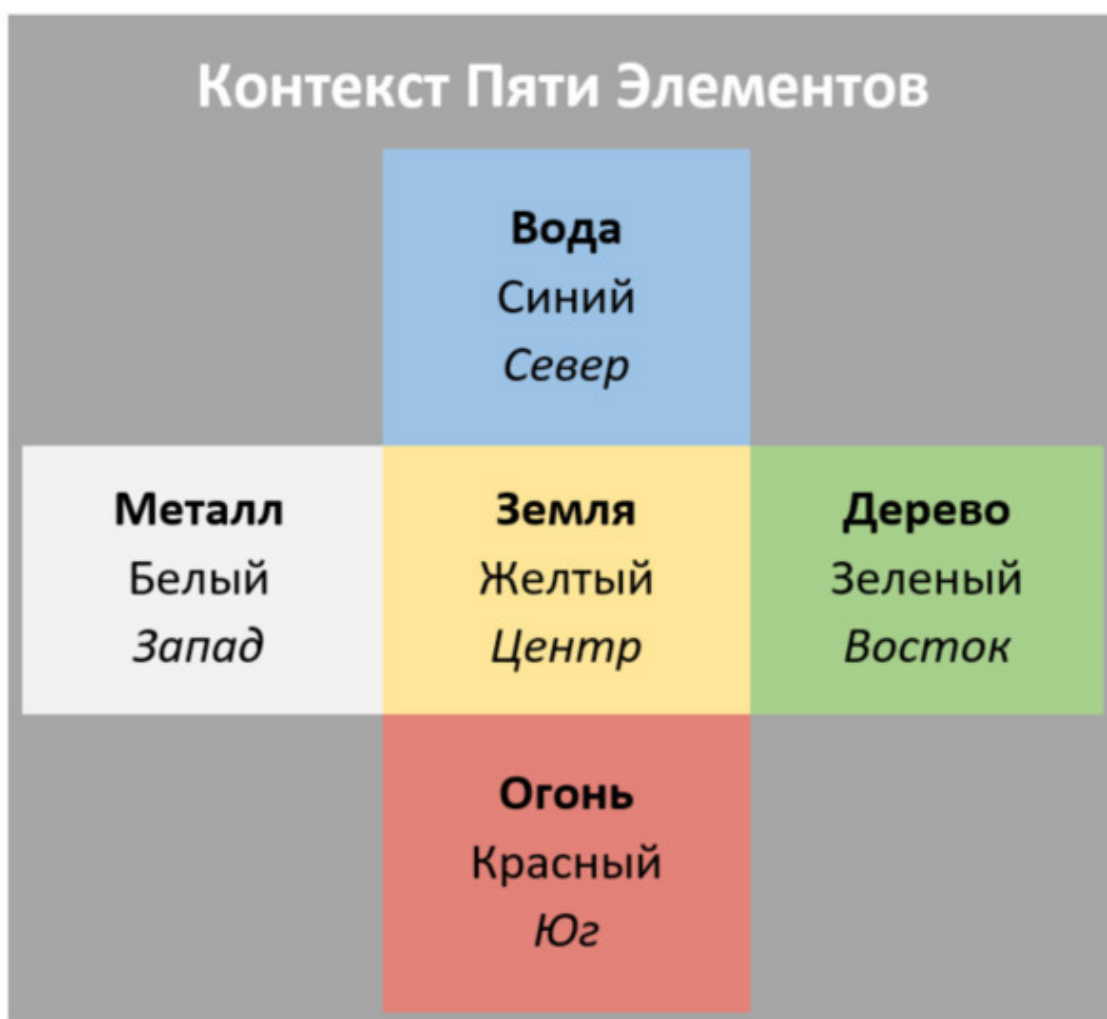 Контекст Пяти Элементов
Вода
Синий
Север
Металл
Белый
Запад
Земля
Желтый
Центр
Дерево
Зеленый
Восток
Огонь
Красный
Юг